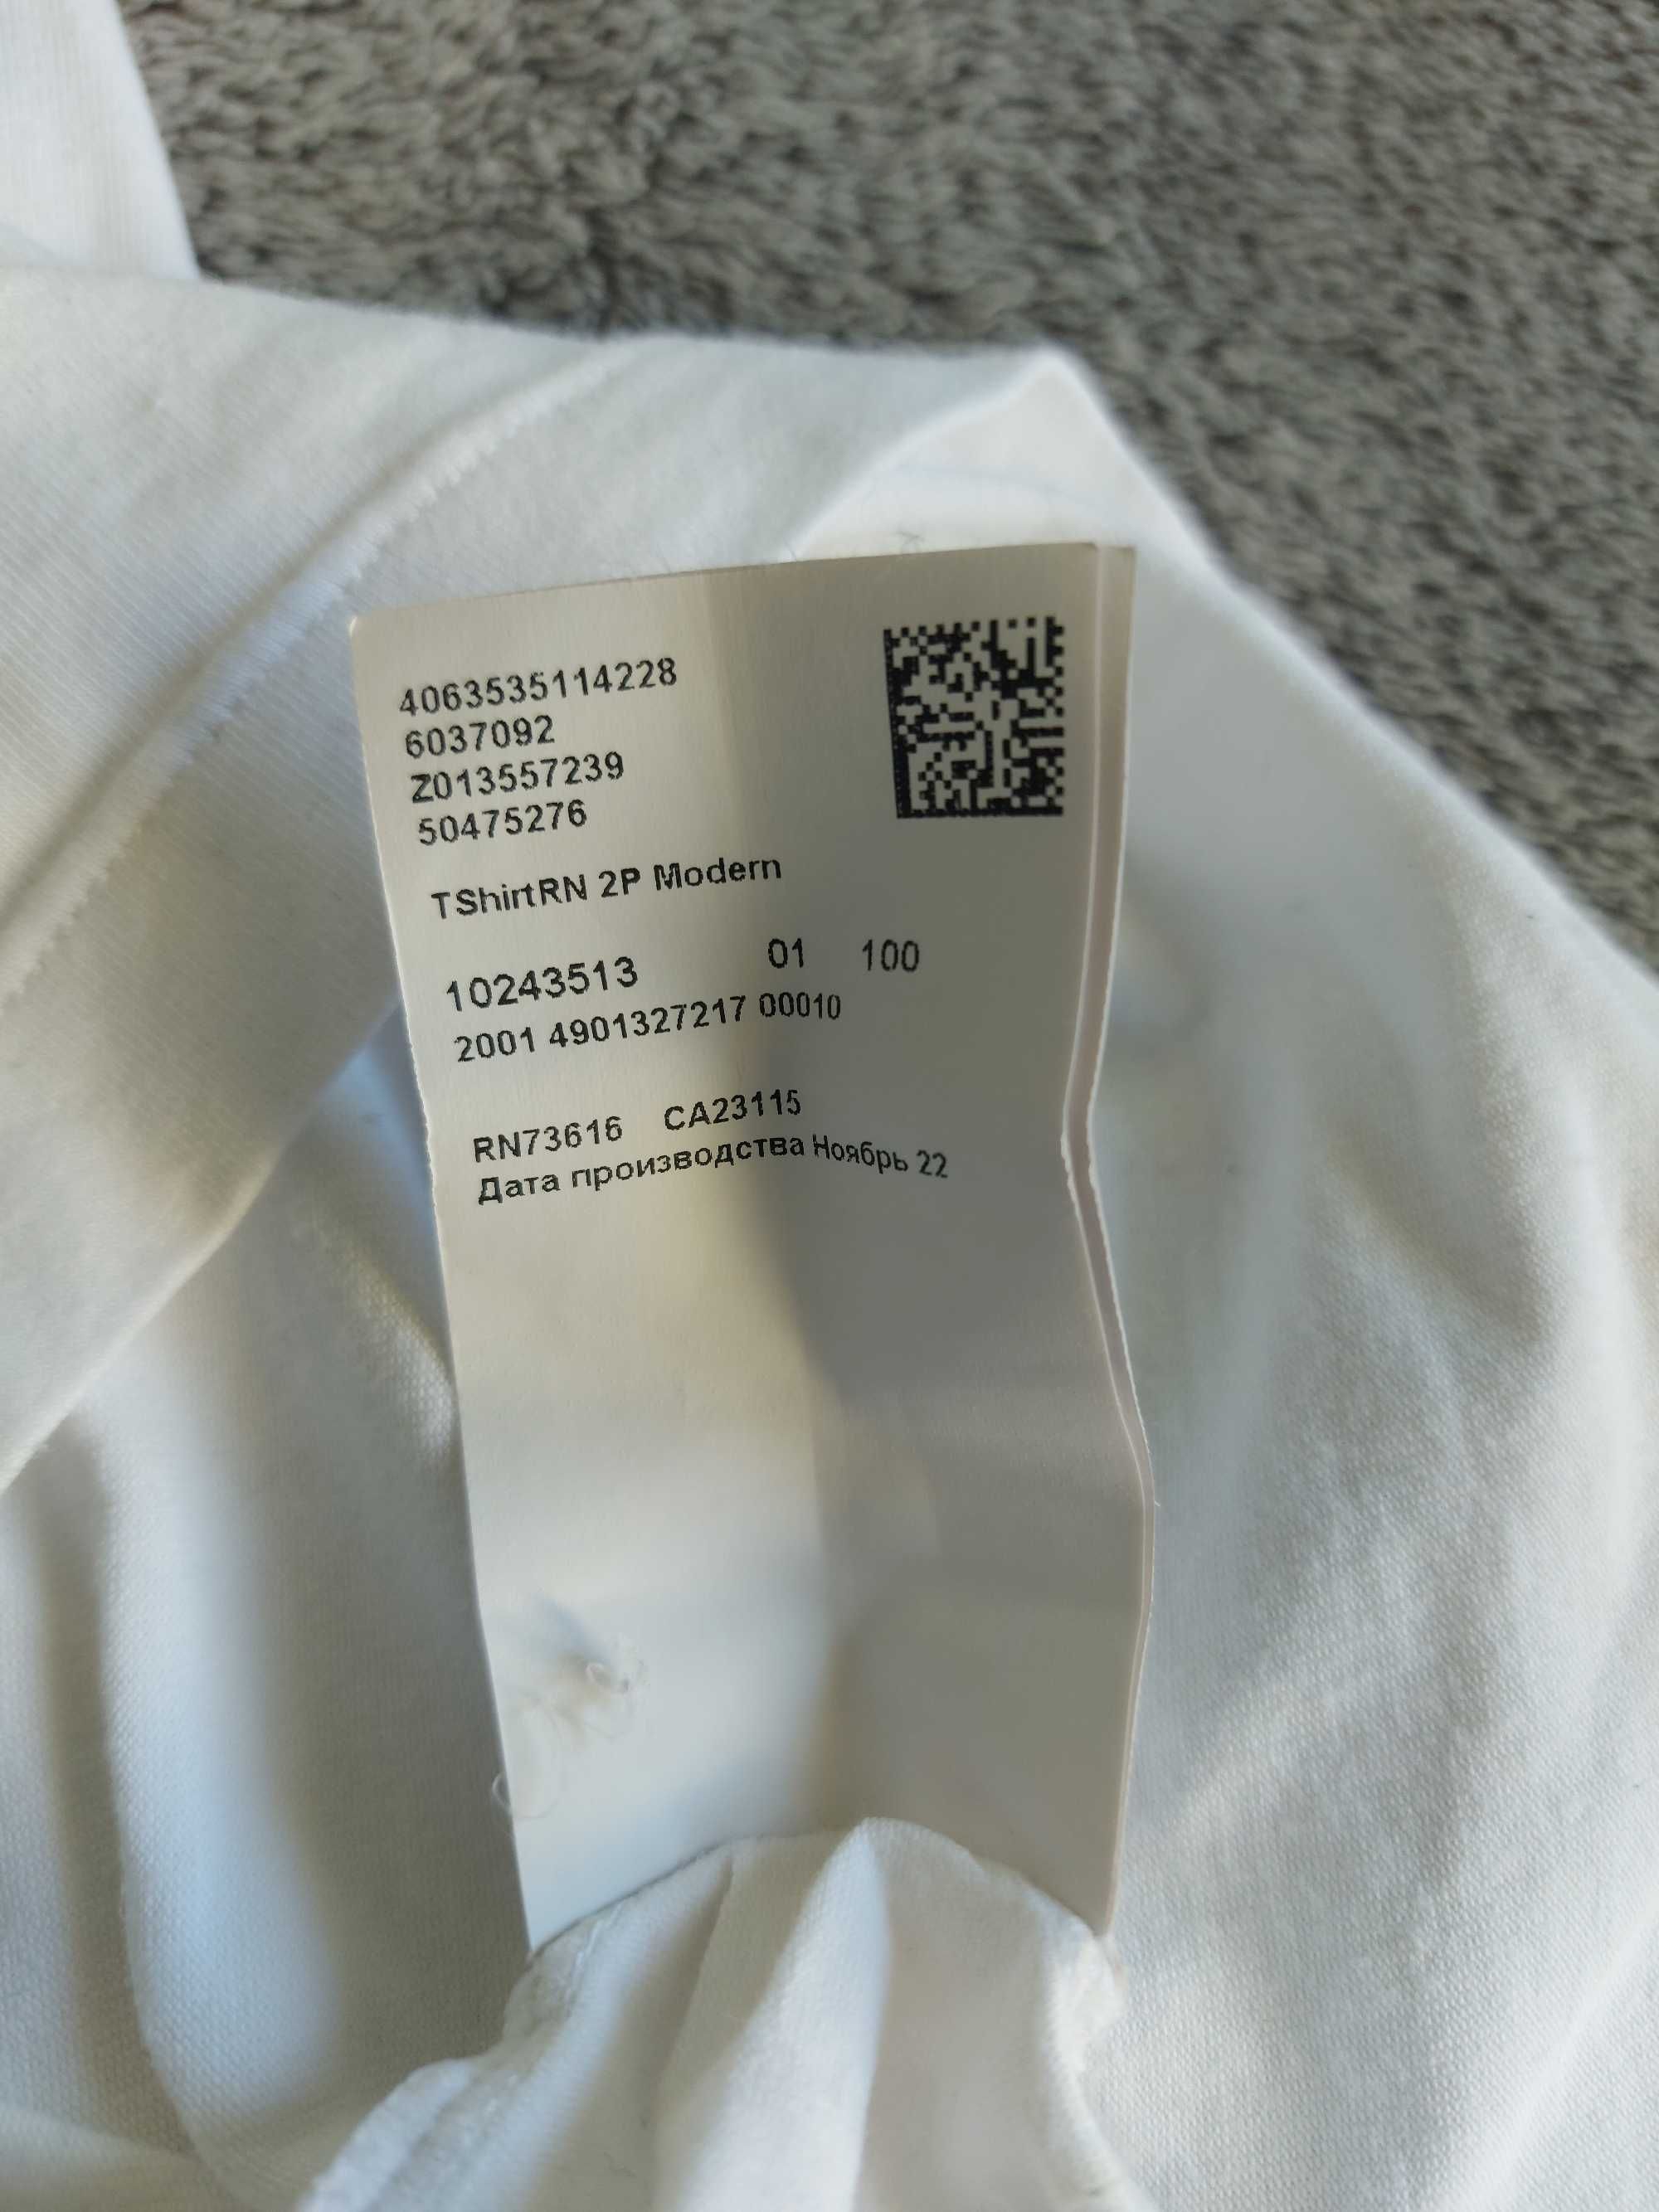 4063535114228
6037092
Z013557239
50475276
TShirtRN 2P Modern
10243513 01 100
2001 4901327217 00010
RN73616 CA23115
Дата производства Ноябрь 22